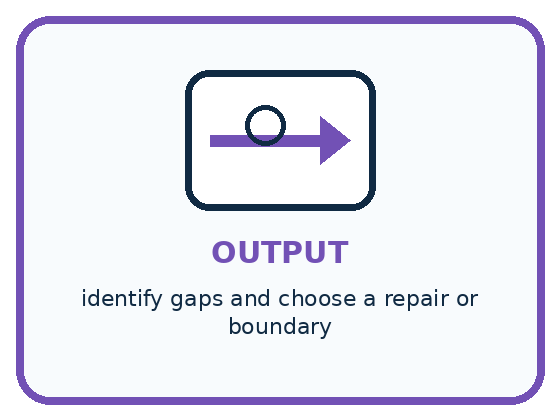 OUTPUT
identify gaps and choose a repair or
boundary